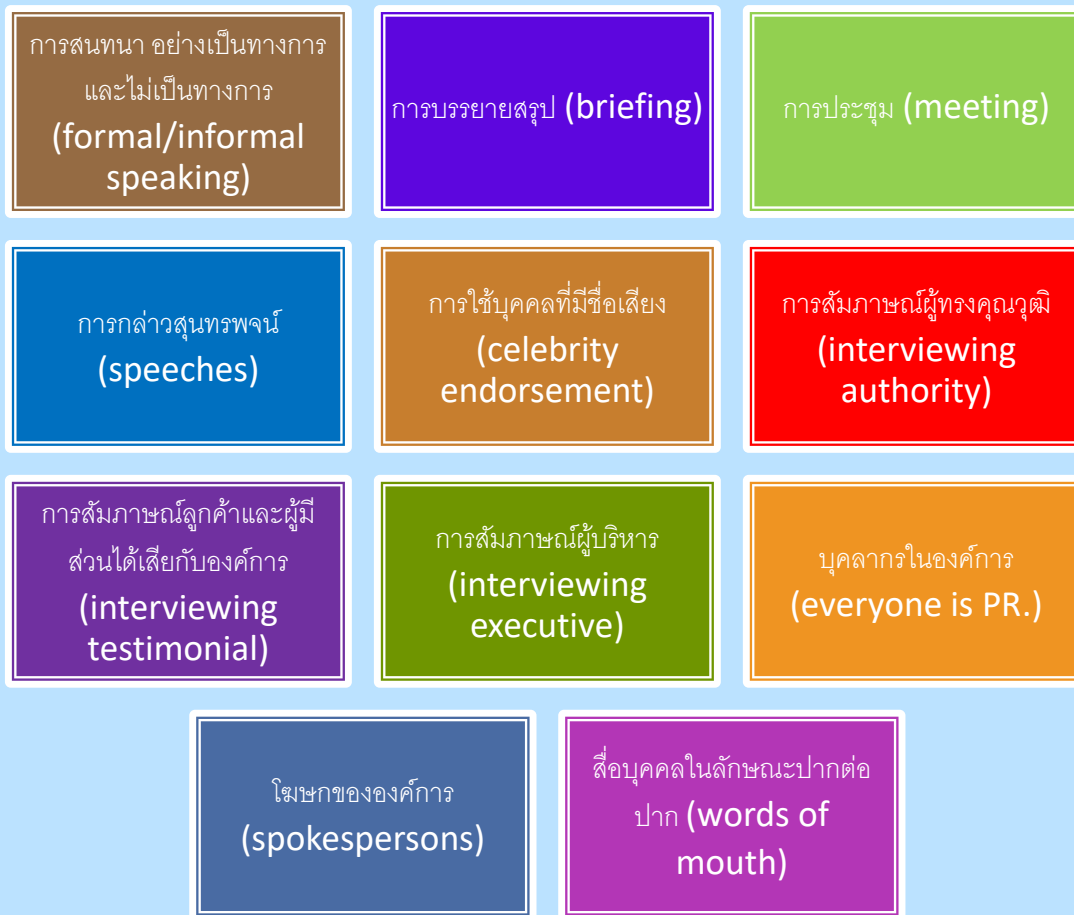 การสนทนา อย่างเป็นทางการ
และไม่เป็นทางการ
(formal/informal
speaking)
การบรรยายสรุป (briefing)
การประชุม (meeting)
การกล่าวสุนทรพจน์
(speeches)
การใช้บุคคลที่มีชื่อเสียง
(celebrity
endorsement)
การสัมภาษณ์ผู้ทรงคุณวุฒิ
(interviewing
authority)
การสัมภาษณ์ลูกค้าและผู้มี
ส่วนได้เสียกับองค์การ
(interviewing
testimonial)
การสัมภาษณ์ผู้บริหาร
(interviewing
executive)
บุคลากรในองค์การ
(everyone is PR.)
โฆษกขององค์การ
(spokespersons)
สื่อบุคคลในลักษณะปากต่อ
ปาก (words of
mouth)